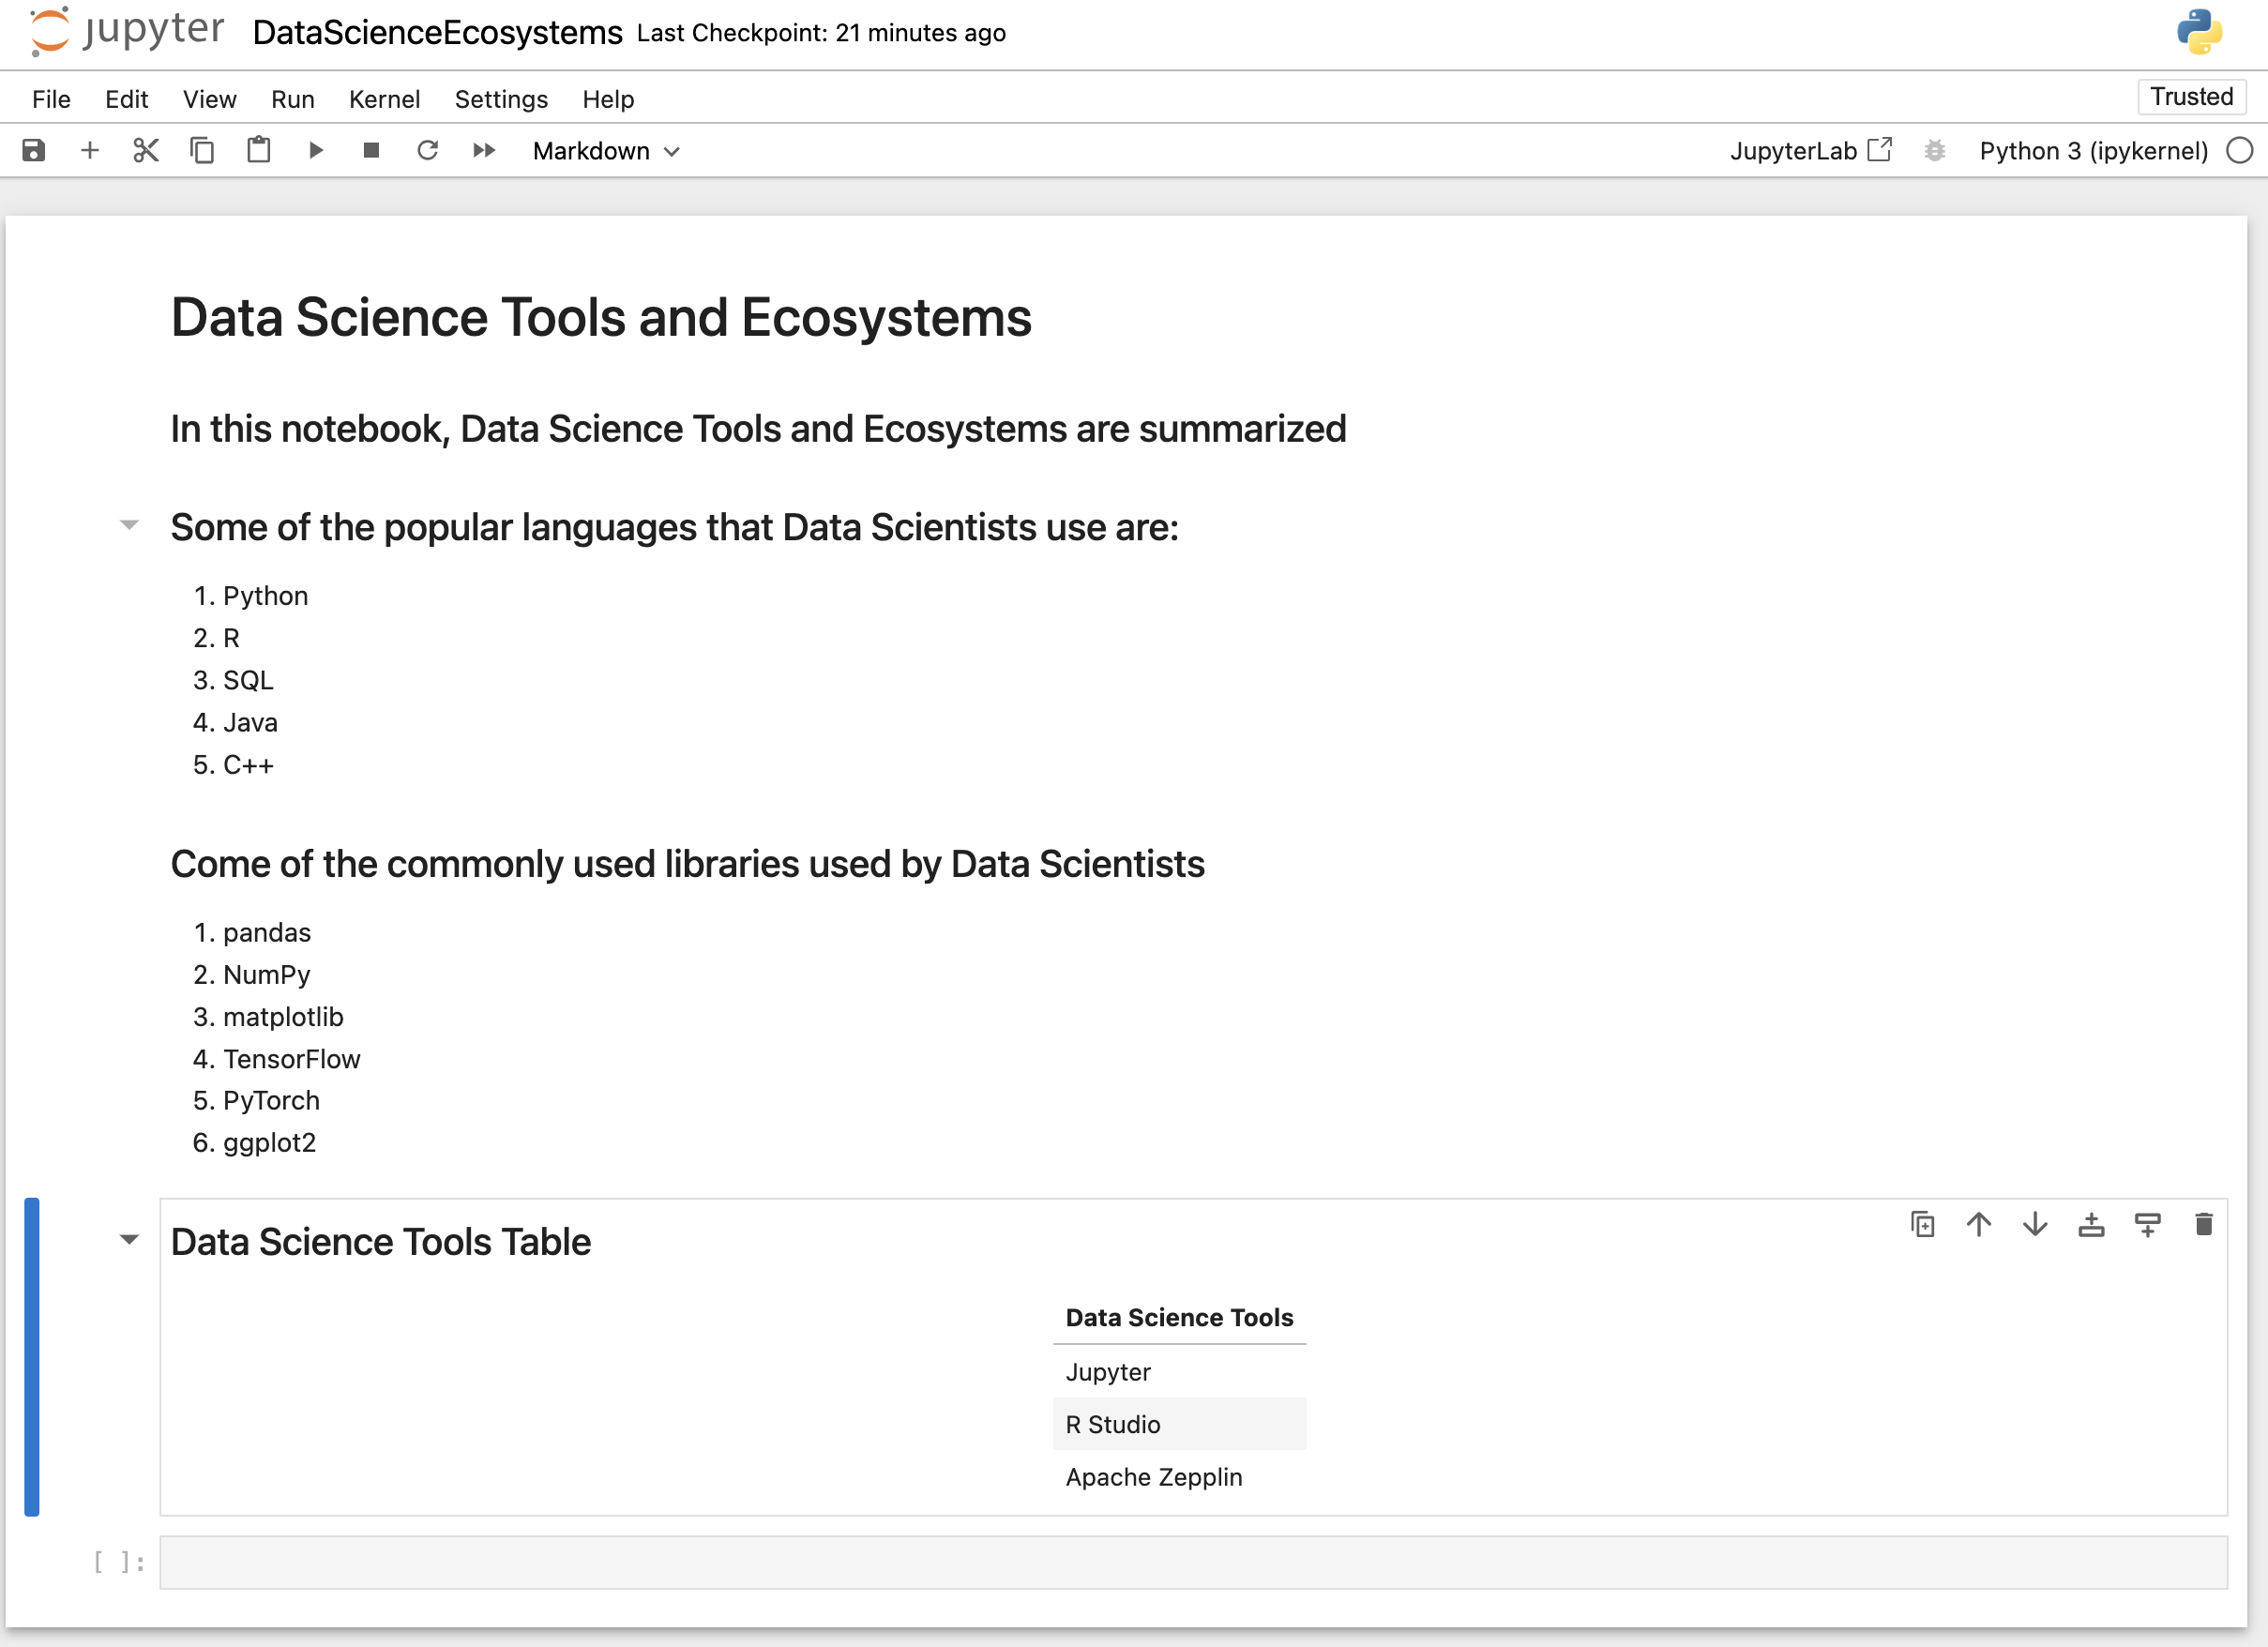 jupyter DataScienceEcosystems Last Checkpoint: 21 minutes ago
File Edit View Run Kernel Settings Help Trusted
Markdown JupyterLab Python 3 (ipykernel)
Data Science Tools and Ecosystems
In this notebook, Data Science Tools and Ecosystems are summarized
Some of the popular languages that Data Scientists use are:
1. Python
2. R
3. SQL
4. Java
5. C++
Come of the commonly used libraries used by Data Scientists
1. pandas
2. NumPy
3. matplotlib
4. TensorFlow
5. PyTorch
6. ggplot2
Data Science Tools Table
Data Science Tools
Jupyter
R Studio
Apache Zepplin
[ ]: